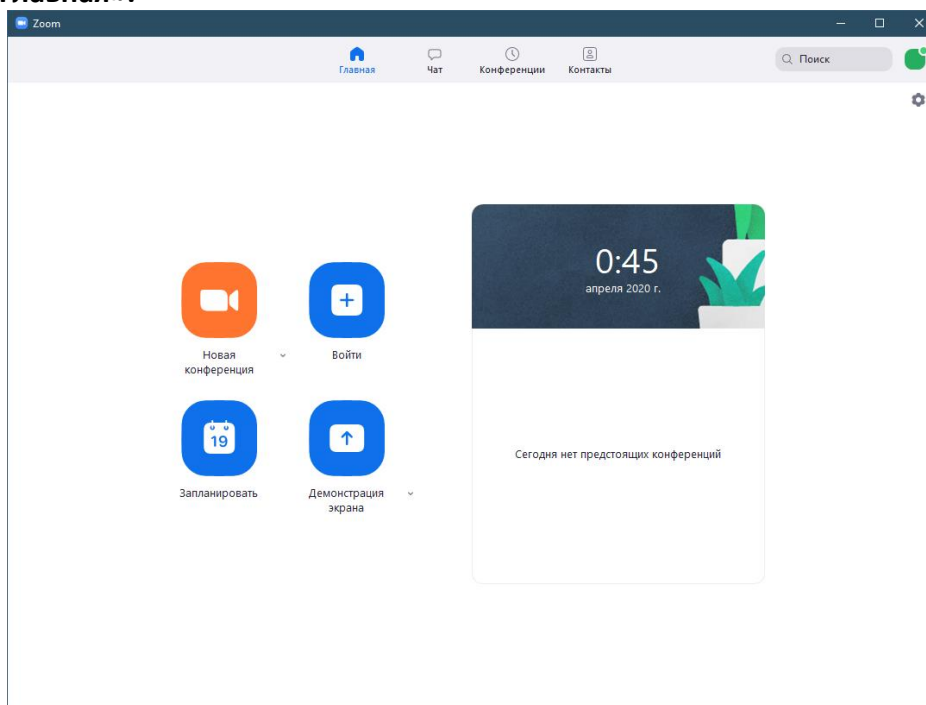 Zoom
Главная
Чат
Конференции
Контакты
Поиск
0:45
апреля 2020 г.
Новая
конференция
Войти
19
Запланировать
Демонстрация
экрана
Сегодня нет предстоящих конференций